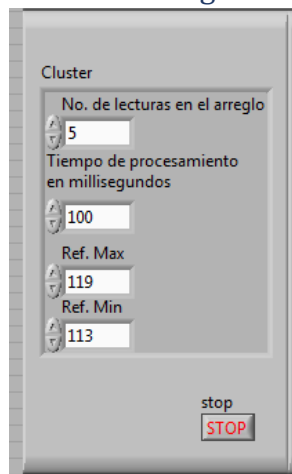 Cluster
No. de lecturas en el arreglo
5
Tiempo de procesamiento
en millisegundos
100
Ref. Max
119
Ref. Min
113
stop
STOP